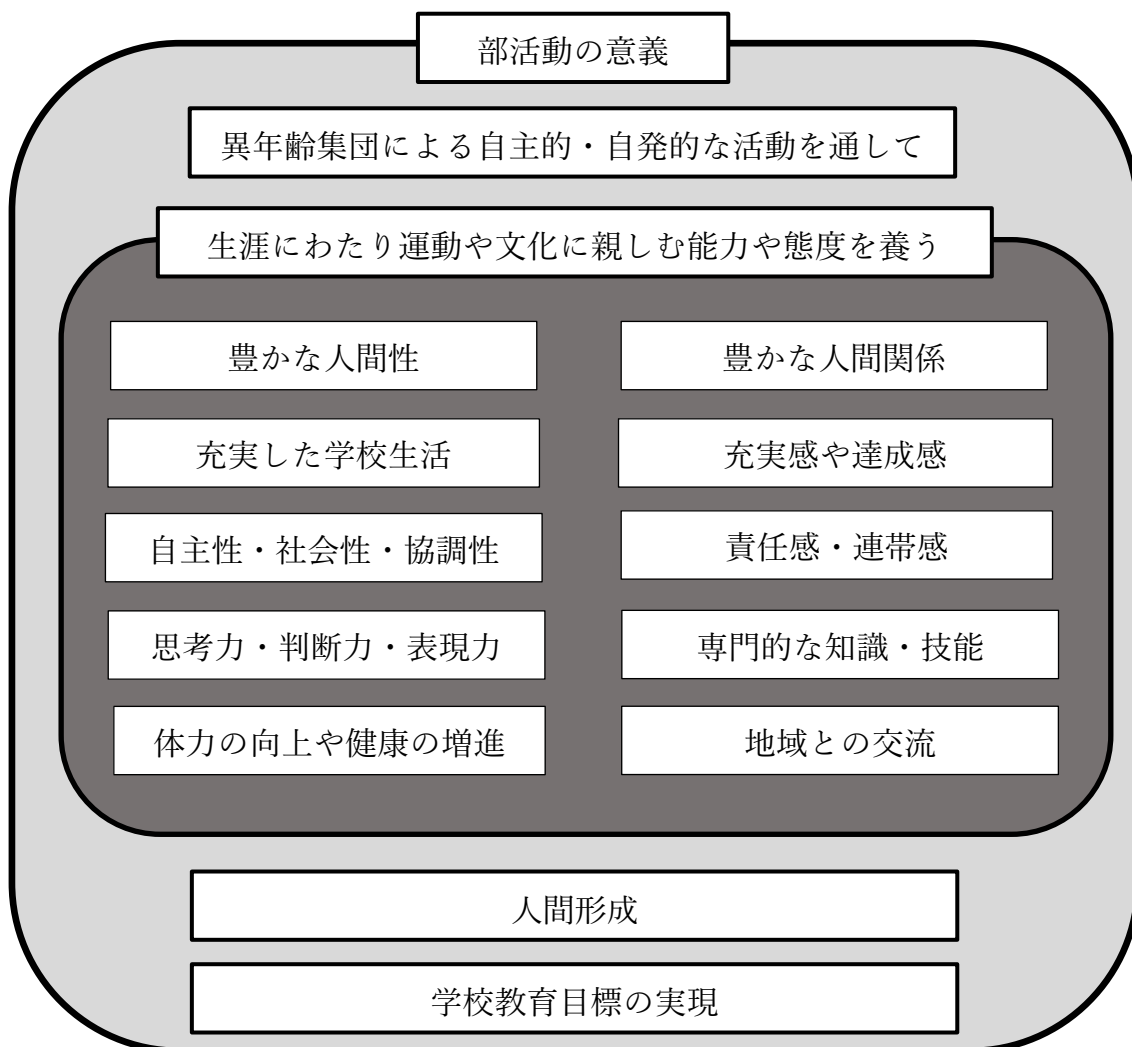 部活動の意義
異年齢集団による自主的・自発的な活動を通して
生涯にわたり運動や文化に親しむ能力や態度を養う
豊かな人間性
豊かな人間関係
充実した学校生活
充実感や達成感
自主性・社会性・協調性
責任感・連帯感
思考力・判断力・表現力
専門的な知識・技能
体力の向上や健康の増進
地域との交流
人間形成
学校教育目標の実現